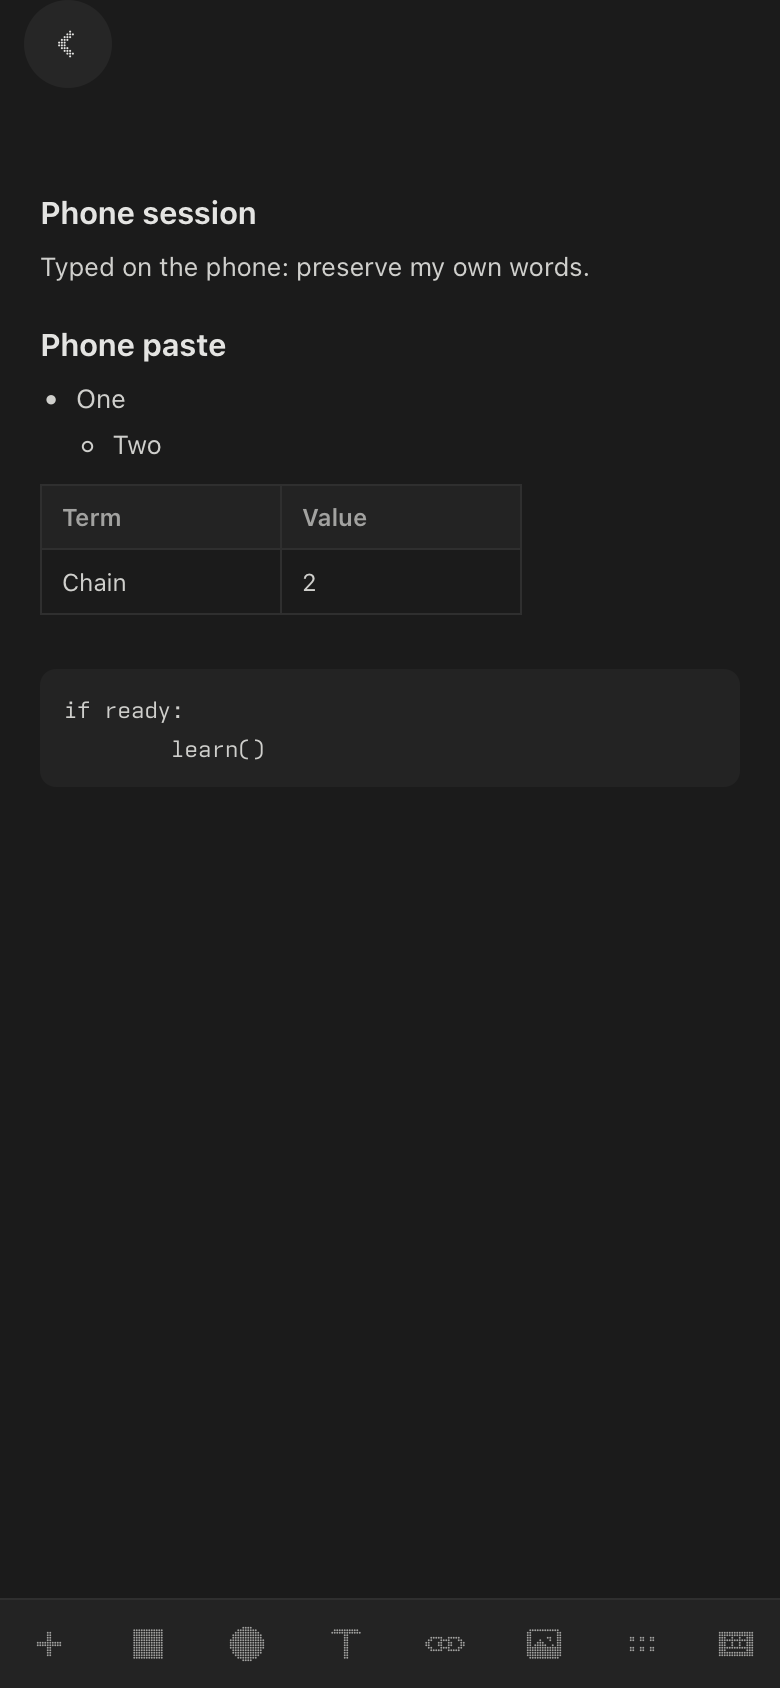 Phone session
Typed on the phone: preserve my own words.
Phone paste
One
Two
Term Value
Chain 2
if ready:
        learn()